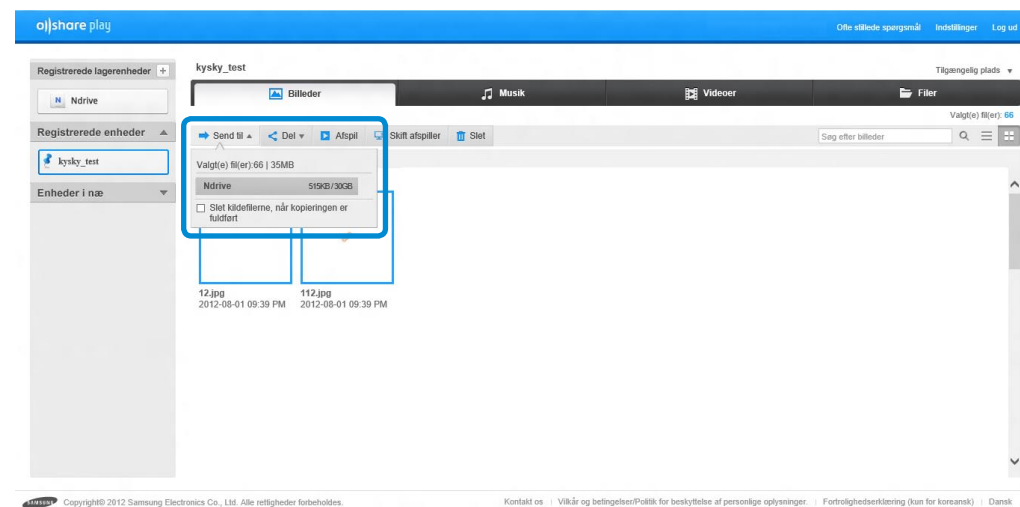 allshare play
Ofte stillede spørgsmål Indstillinger Log ud
Registrerede lagerenheder +
kysky_test
Tilgængelig plads
N Ndrive
Billeder Musik Videoer Filer
Valgt(e) fil(er): 66
Registrerede enheder
Send til Del Afspil Skift afspiller Slet
Søg efter billeder
kysky_test
Valgt(e) fil(er):66 | 35MB
Enheder i næ
Ndrive 515KB/30GB
Slet kildefilerne, når kopieringen er
fuldført
12.jpg 112.jpg
2012-08-01 09:39 PM 2012-08-01 09:39 PM
SAMSUNG Copyright© 2012 Samsung Electronics Co., Ltd. Alle rettigheder forbeholdes.
Kontakt os | Vilkår og betingelser/Politik for beskyttelse af personlige oplysninger. | Fortrolighedserklæring (kun for koreansk) | Dansk